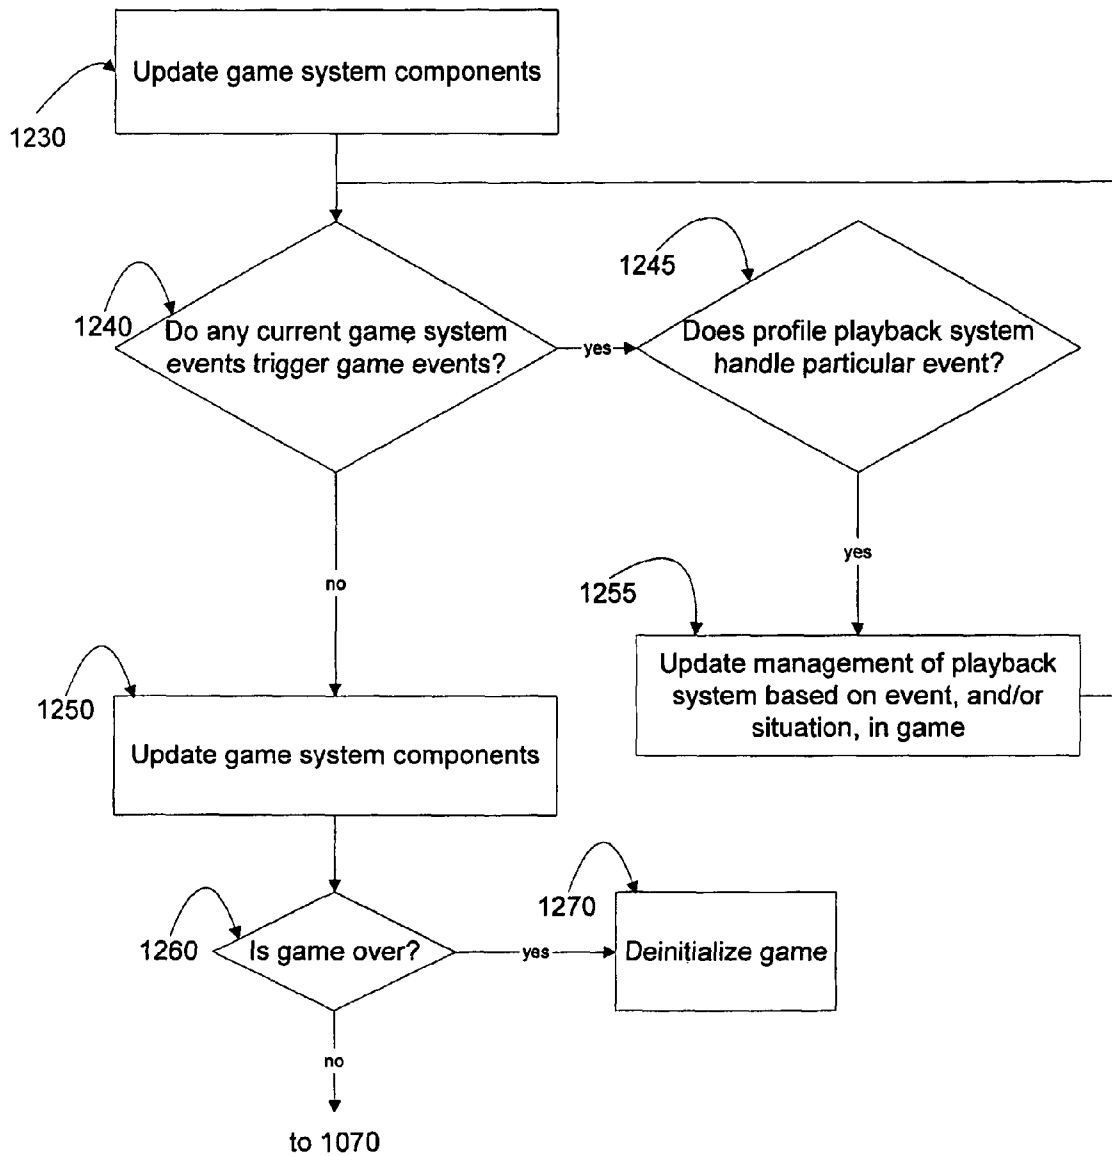 Update game system components
1230
1245
1240
Do any current game system
events trigger game events?
yes
Does profile playback system
handle particular event?
no
yes
1255
Update management of playback
system based on event, and/or
situation, in game
1250
Update game system components
1270
1260
Is game over?
yes
Deinitialize game
no
to 1070